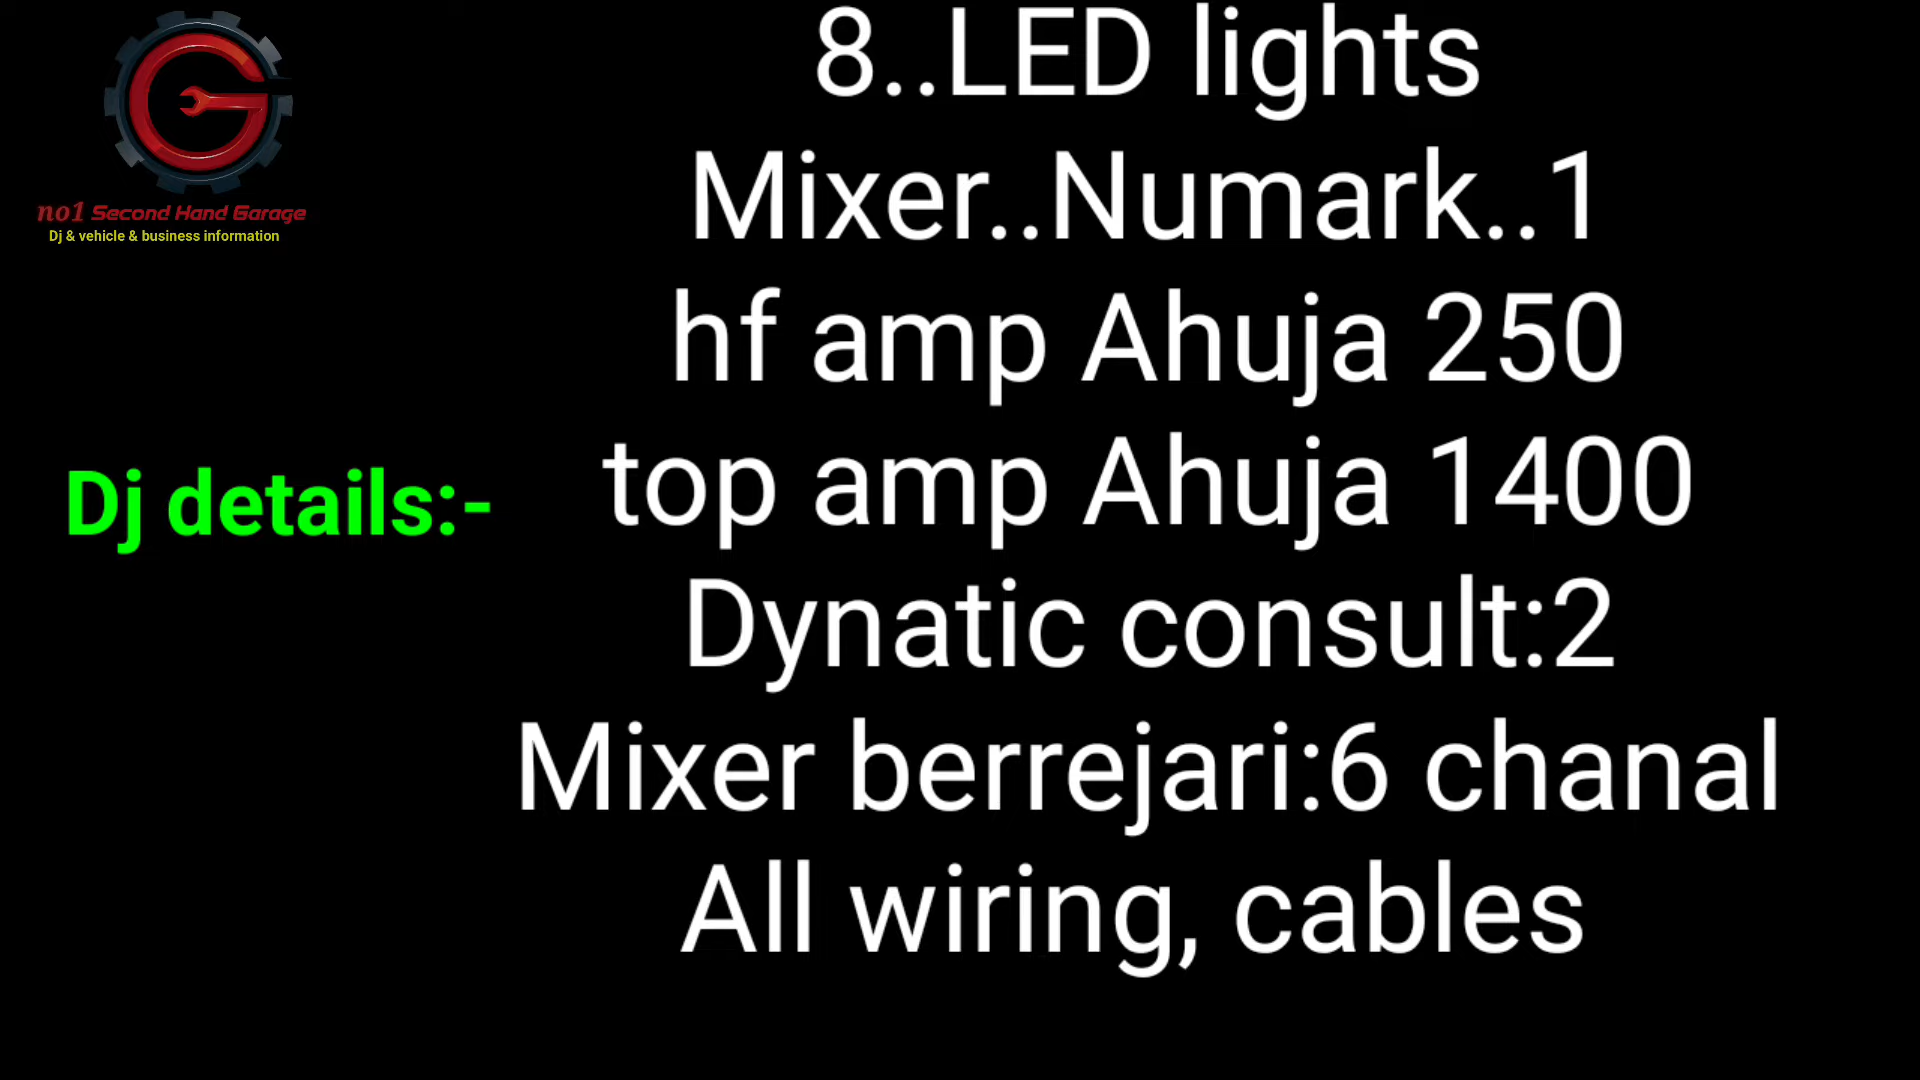 no1 Second Hand Garage
Dj & vehicle & business information
Dj details:-
8..LED lights
Mixer..Numark..1
hf amp Ahuja 250
top amp Ahuja 1400
Dynatic consult:2
Mixer berrejari:6 chanal
All wiring, cables